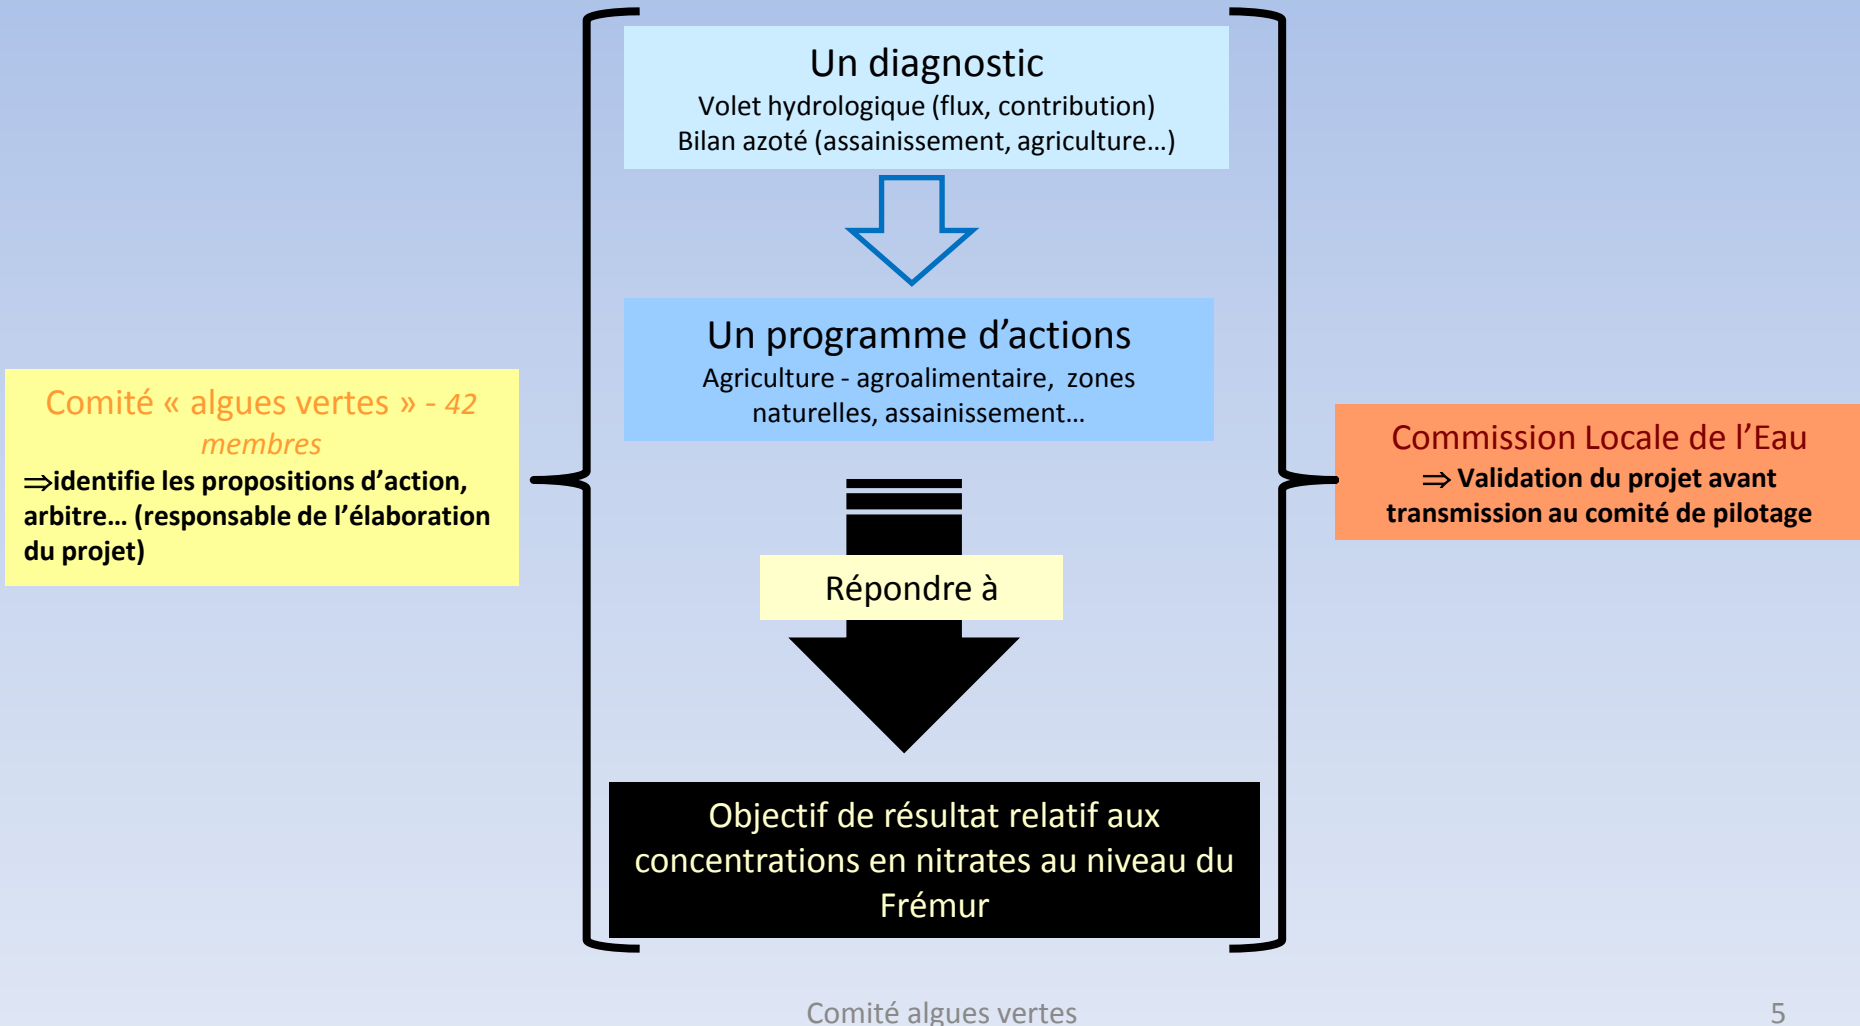 Un diagnostic
Volet hydrologique (flux, contribution)
Bilan azoté (assainissement, agriculture…)
Un programme d’actions
Agriculture - agroalimentaire, zones
naturelles, assainissement…
Comité « algues vertes » - 42
membres
⇒identifie les propositions d’action,
arbitre… (responsable de l’élaboration
du projet)
Commission Locale de l’Eau
⇒ Validation du projet avant
transmission au comité de pilotage
Répondre à
Objectif de résultat relatif aux
concentrations en nitrates au niveau du
Frémur
Comité algues vertes
5